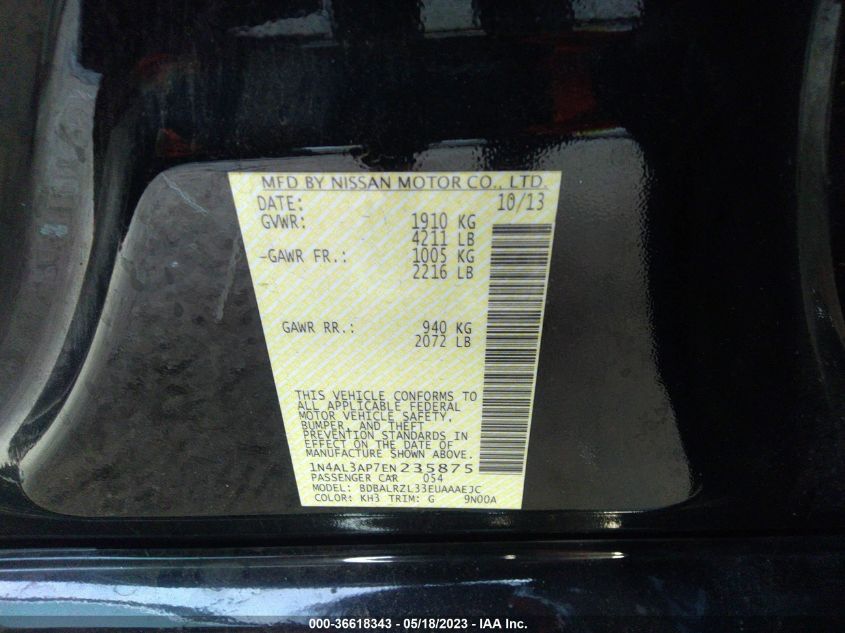 MFD BY NISSAN MOTOR CO., LTD.
DATE: 10/13
GVWR: 1910 KG
4211 LB
-GAWR FR.: 1005 KG
2216 LB
GAWR RR.: 940 KG
2072 LB
THIS VEHICLE CONFORMS TO
ALL APPLICABLE FEDERAL
MOTOR VEHICLE SAFETY,
BUMPER, AND THEFT
PREVENTION STANDARDS IN
EFFECT ON THE DATE OF
MANUFACTURE SHOWN ABOVE.
1N4AL3AP7EN235875
PASSENGER CAR 054
MODEL: BDBALRZL33EUAAAEJC
COLOR: KH3 TRIM: G 9N00A
000-36618343 - 05/18/2023 - IAA Inc.